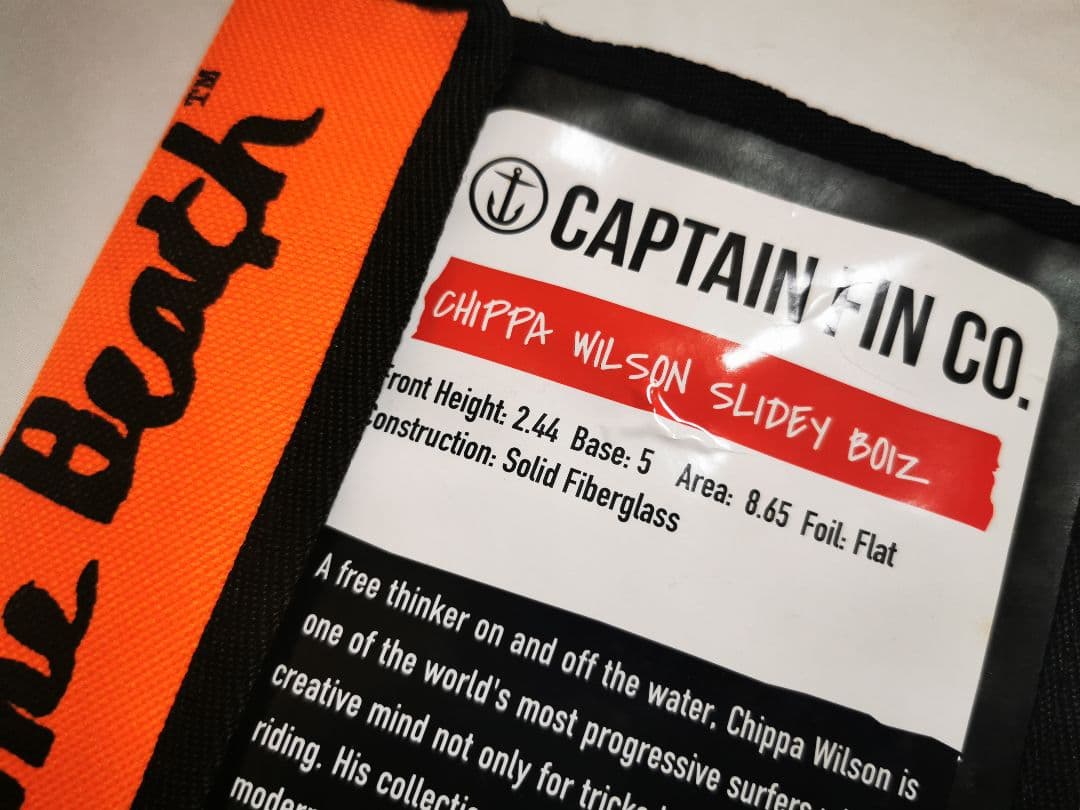 Beach™
CAPTAIN FIN CO.
CHIPPA WILSON SLIDEY BOIZ
Front Height: 2.44 Base: 5 Area: 8.65 Foil: Flat
Construction: Solid Fiberglass
A free thinker on and off the water, Chippa Wilson is
one of the world's most progressive surfers
creative mind not only for
riding. His